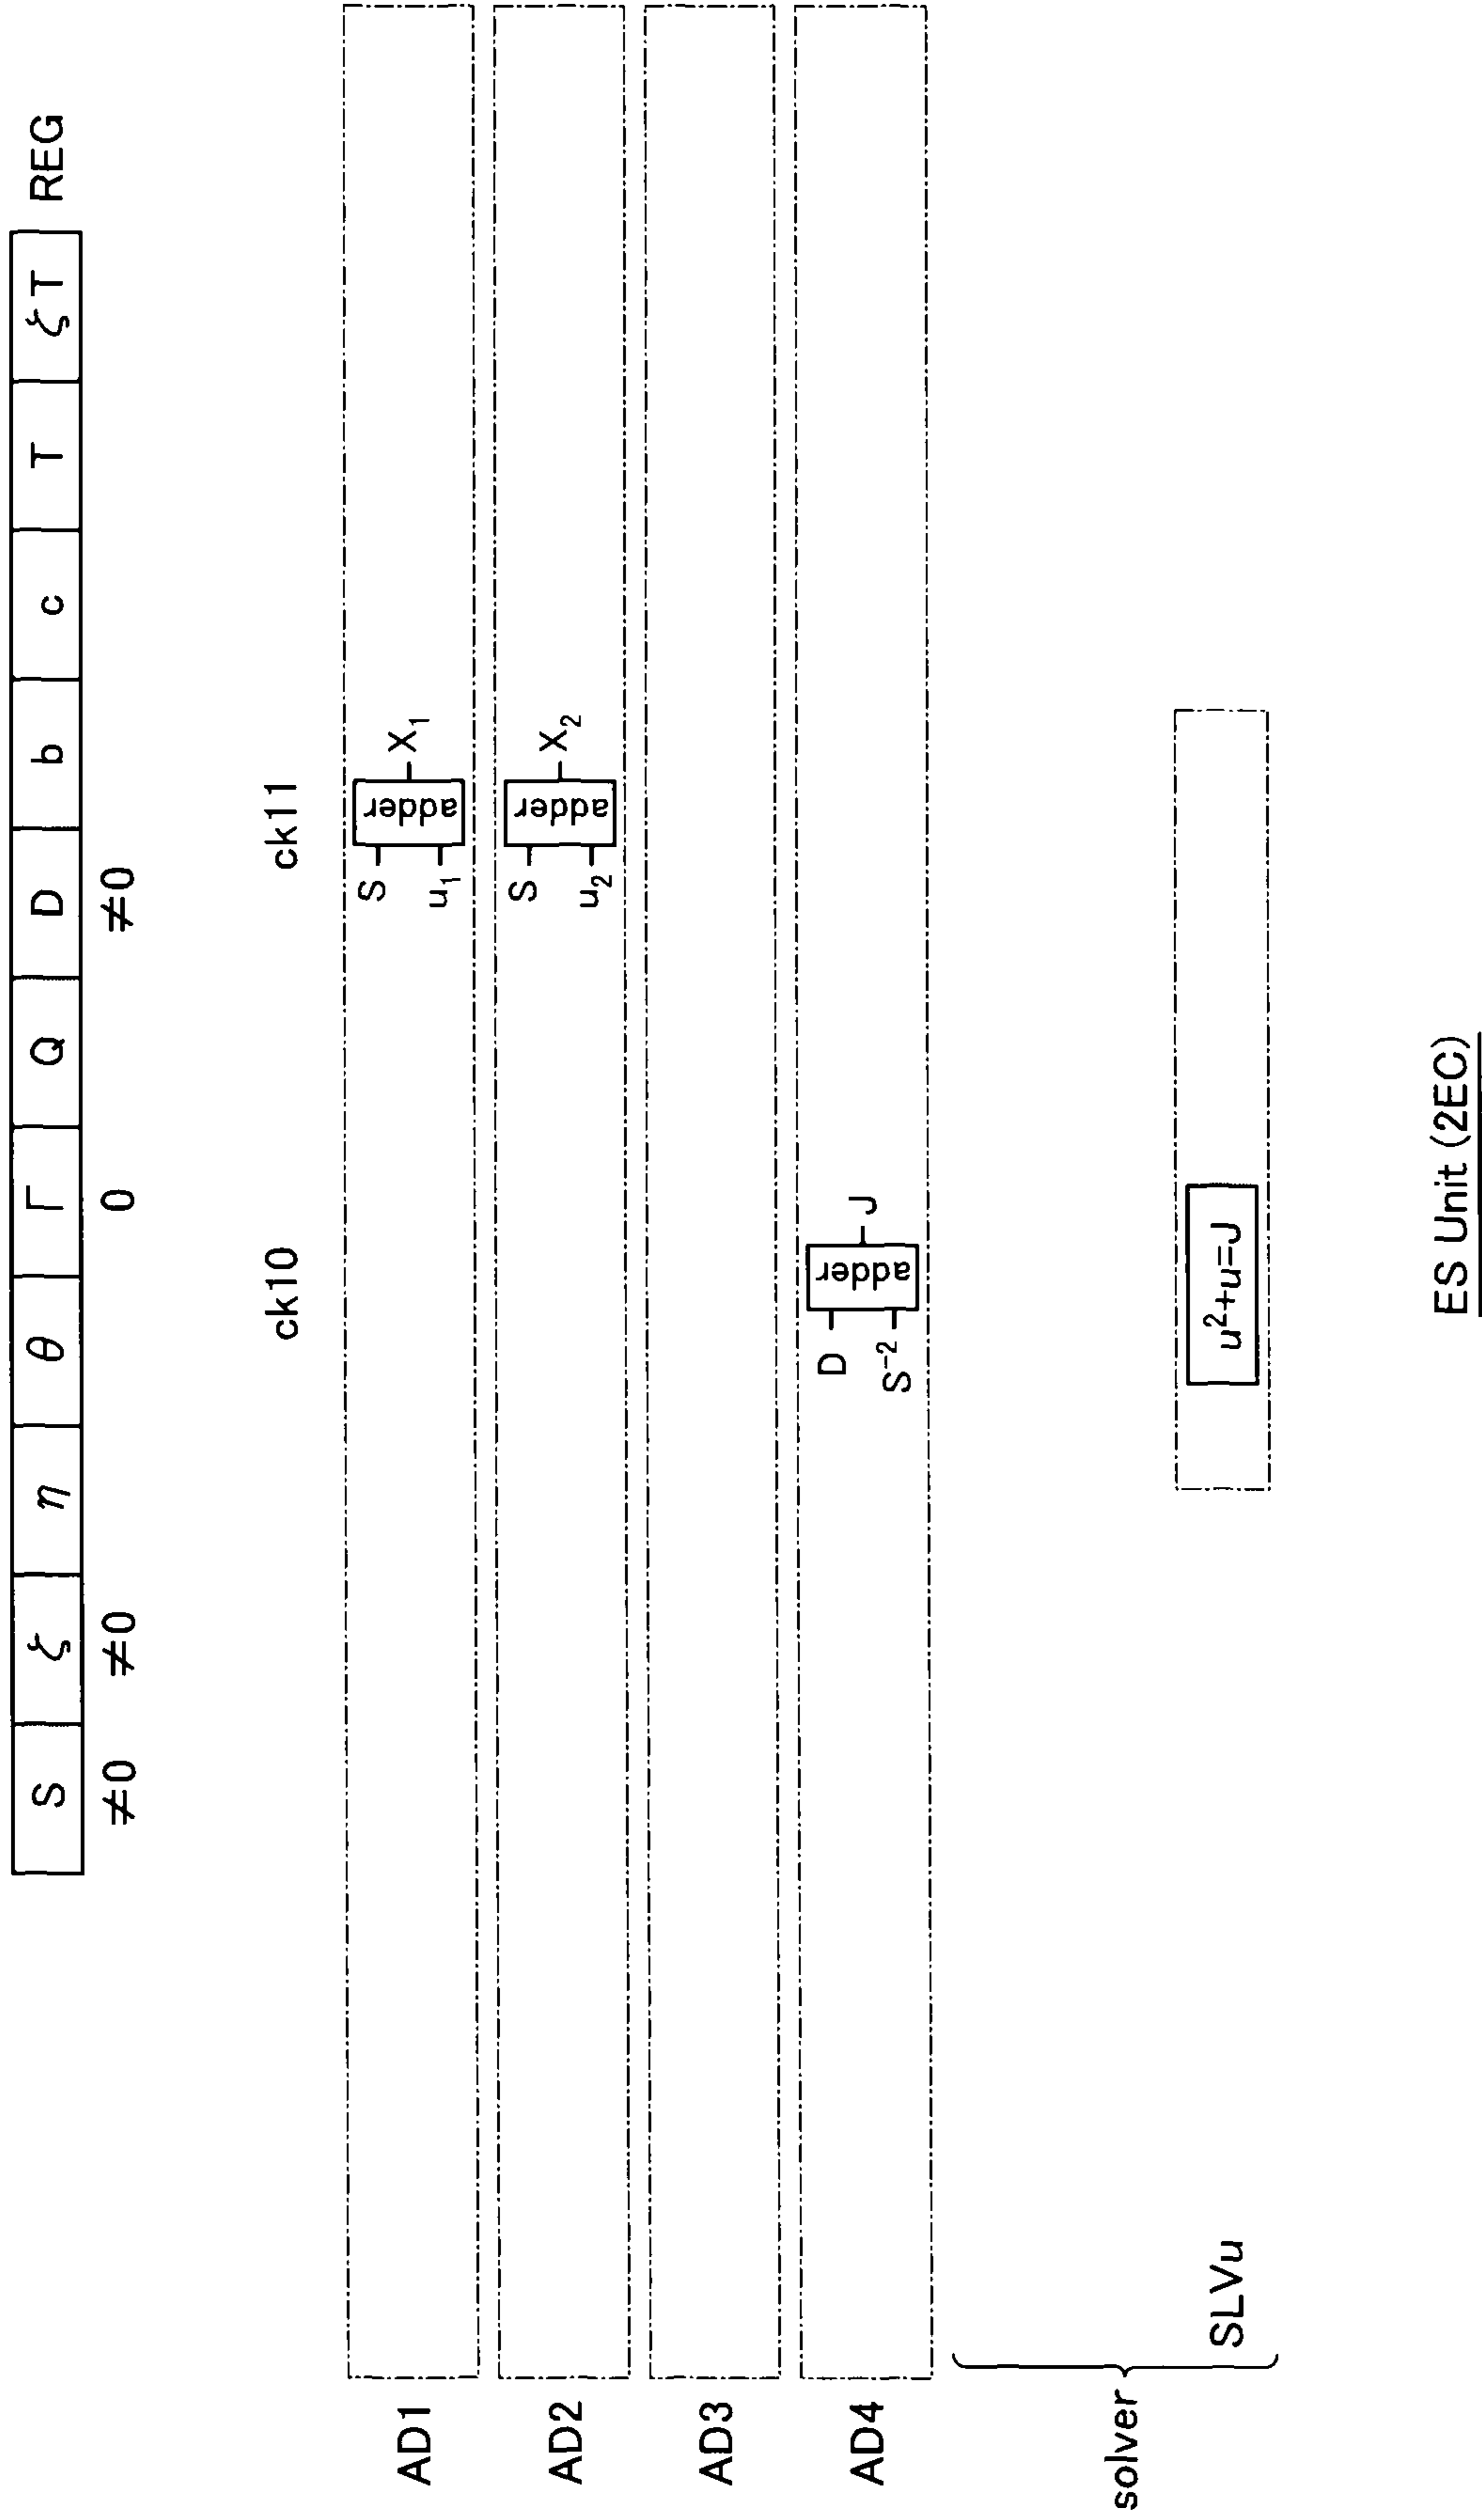 S ζ η θ Γ Q D b c T ζT REG
≠0 ≠0 0 ≠0
ck10 ck11
AD1
S
u₁
adder
X₁
AD2
S
u₂
adder
X₂
AD3
AD4
D
S⁻²
adder
J
solver
SLVu
u²+u=J
ES Unit (2EC)